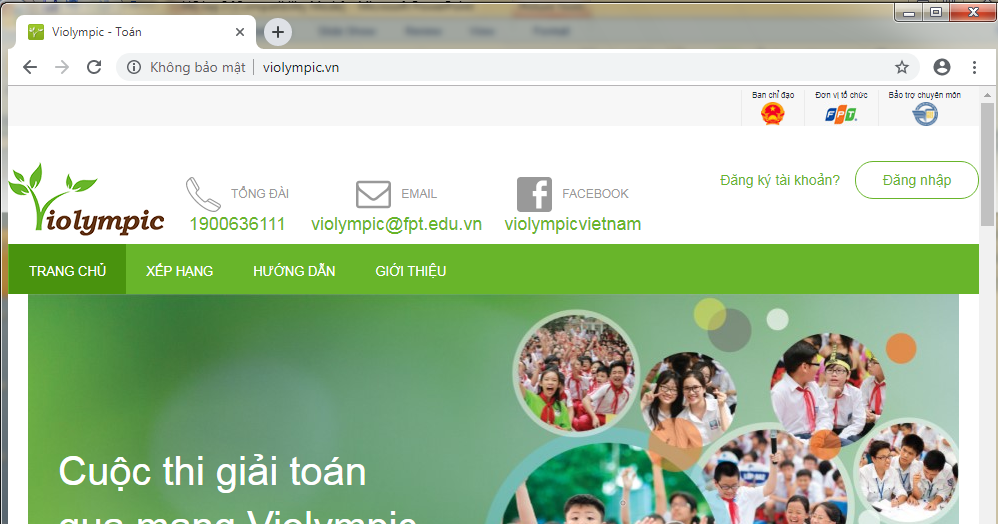 Violympic - Toán
Không bảo mật | violympic.vn
Ban chỉ đạo
Đơn vị tổ chức
Bảo trợ chuyên môn
FPT
Violympic
TỔNG ĐÀI
1900636111
EMAIL
violympic@fpt.edu.vn
FACEBOOK
violympicvietnam
Đăng ký tài khoản?
Đăng nhập
TRANG CHỦ
XẾP HẠNG
HƯỚNG DẪN
GIỚI THIỆU
Cuộc thi giải toán
qua mạng Violympic